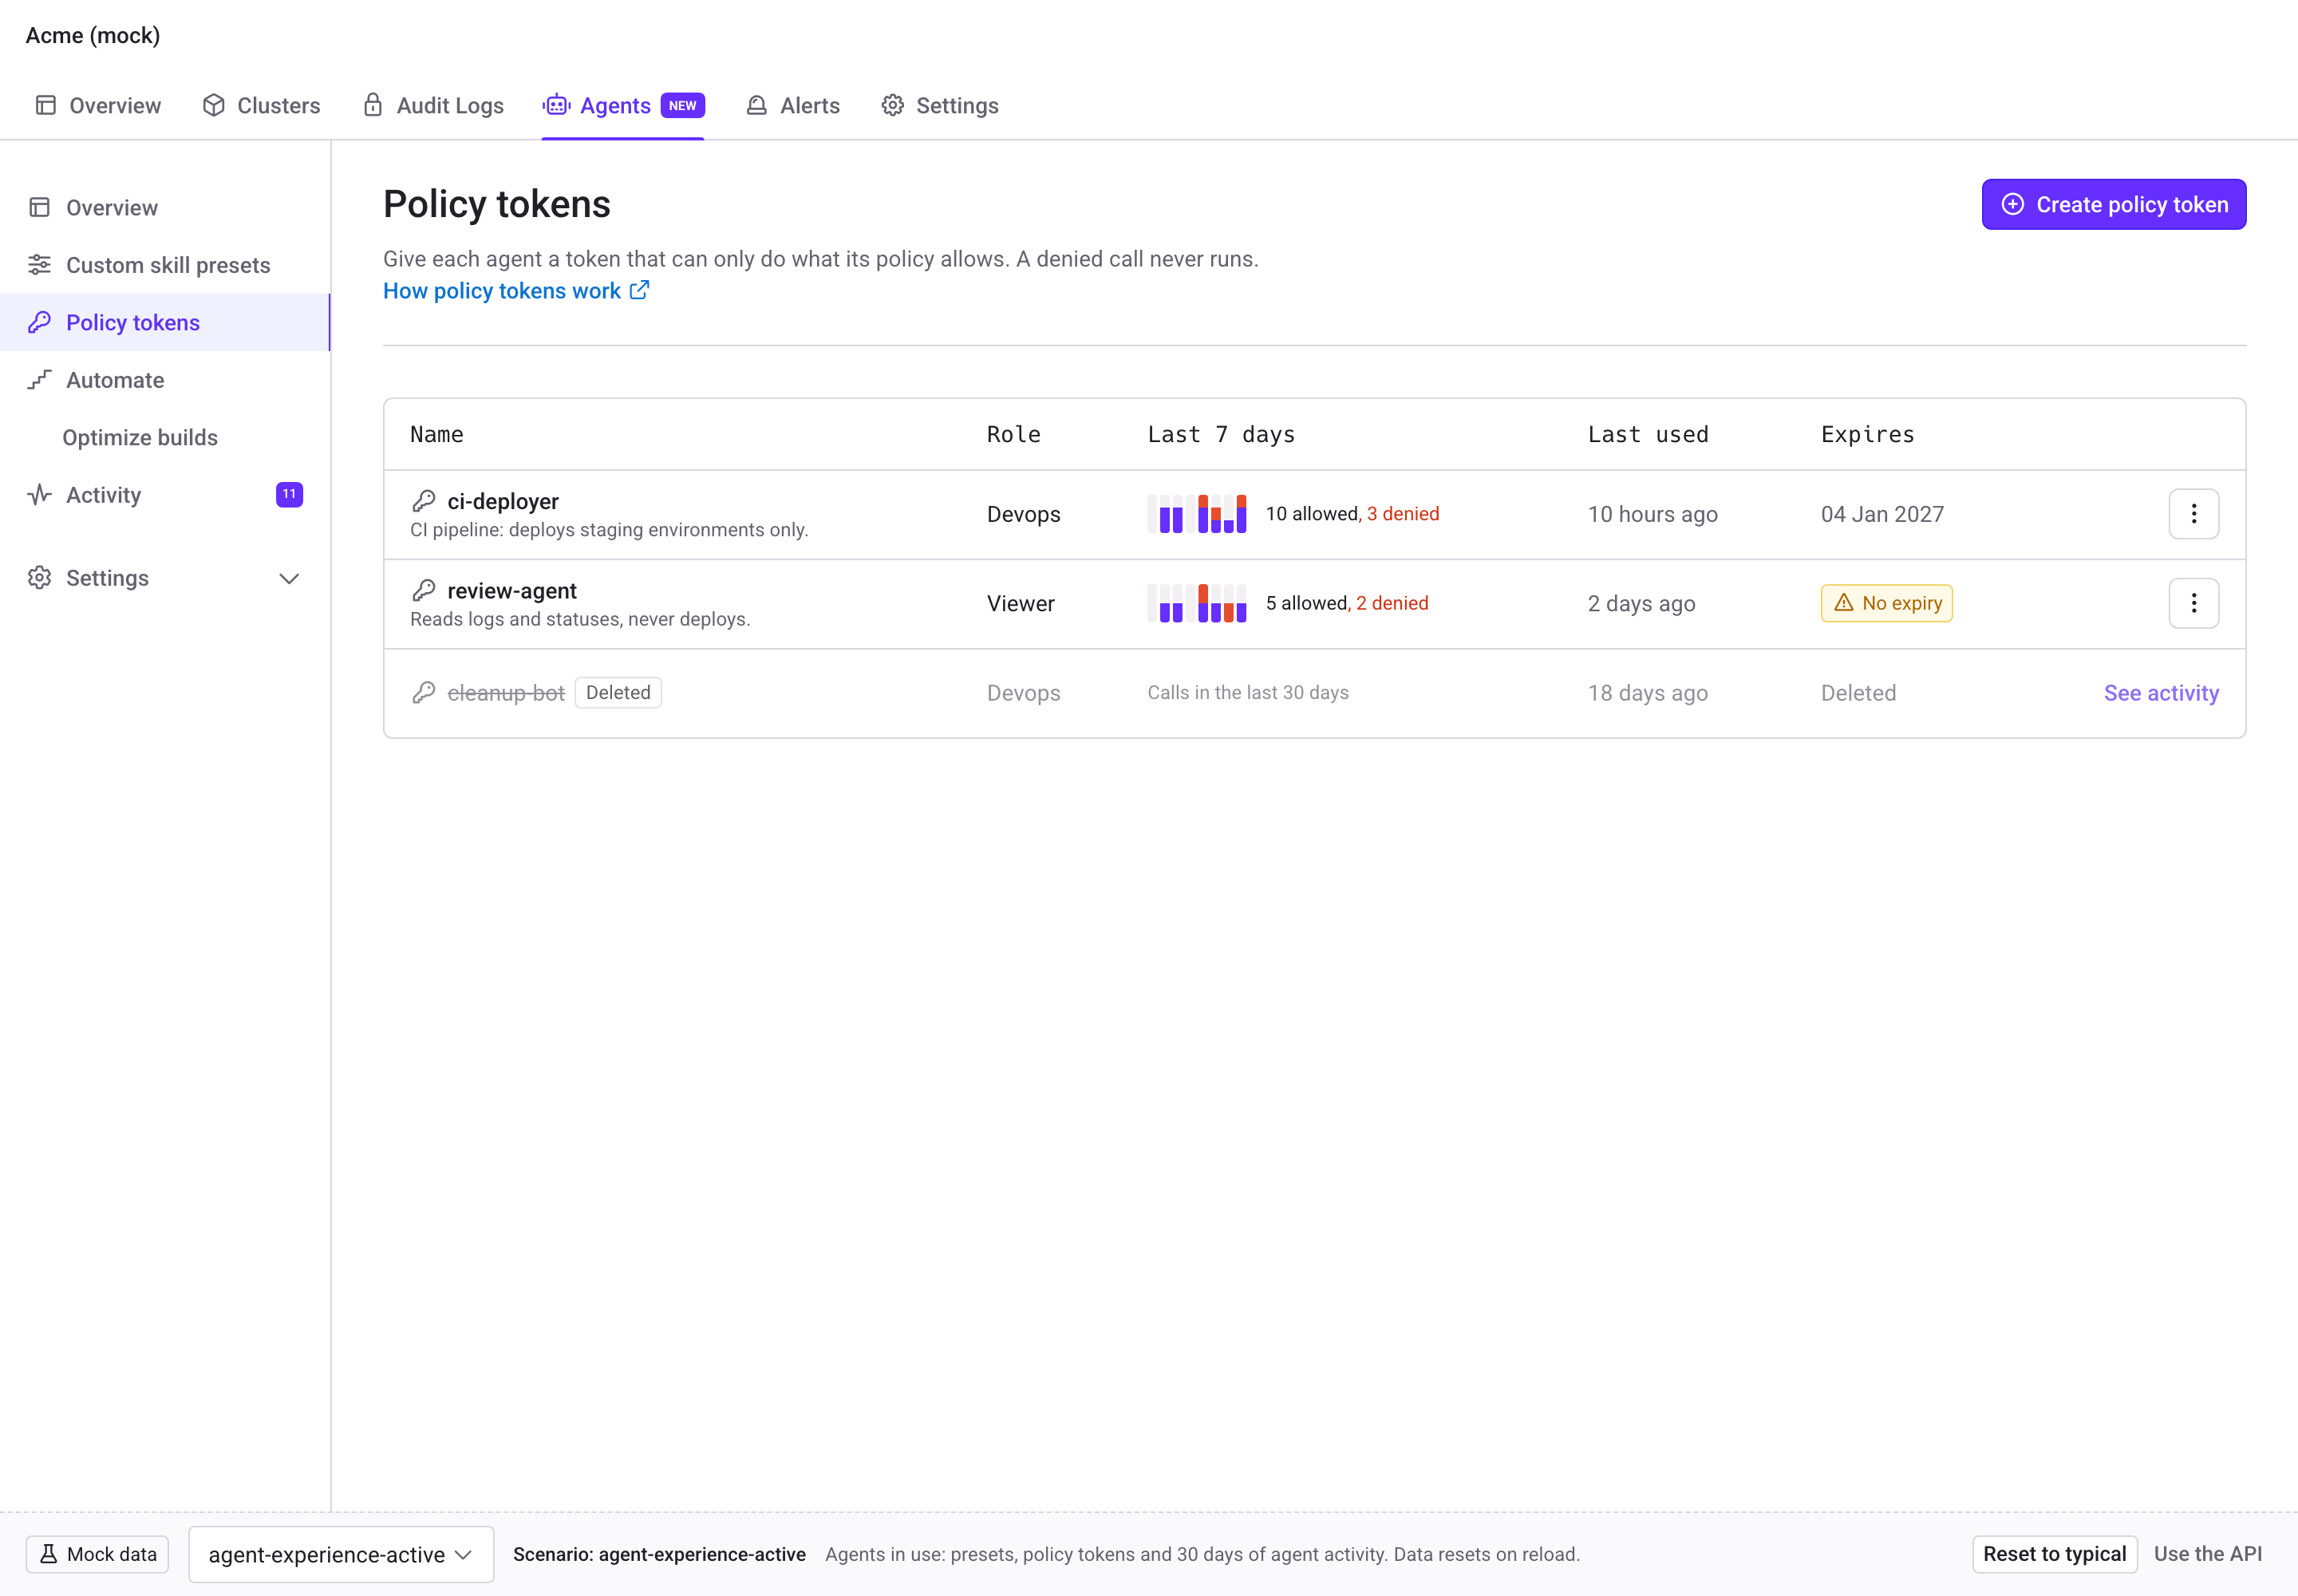 Acme (mock)
Overview
Clusters
Audit Logs
Agents NEW
Alerts
Settings
Overview
Custom skill presets
Policy tokens
Automate
Optimize builds
Activity 11
Settings
Policy tokens
Create policy token
Give each agent a token that can only do what its policy allows. A denied call never runs.
How policy tokens work
Name Role Last 7 days Last used Expires
ci-deployer
CI pipeline: deploys staging environments only.
Devops 10 allowed, 3 denied 10 hours ago 04 Jan 2027
review-agent
Reads logs and statuses, never deploys.
Viewer 5 allowed, 2 denied 2 days ago No expiry
cleanup-bot Deleted Devops Calls in the last 30 days 18 days ago Deleted See activity
Mock data agent-experience-active Scenario: agent-experience-active Agents in use: presets, policy tokens and 30 days of agent activity. Data resets on reload. Reset to typical Use the API